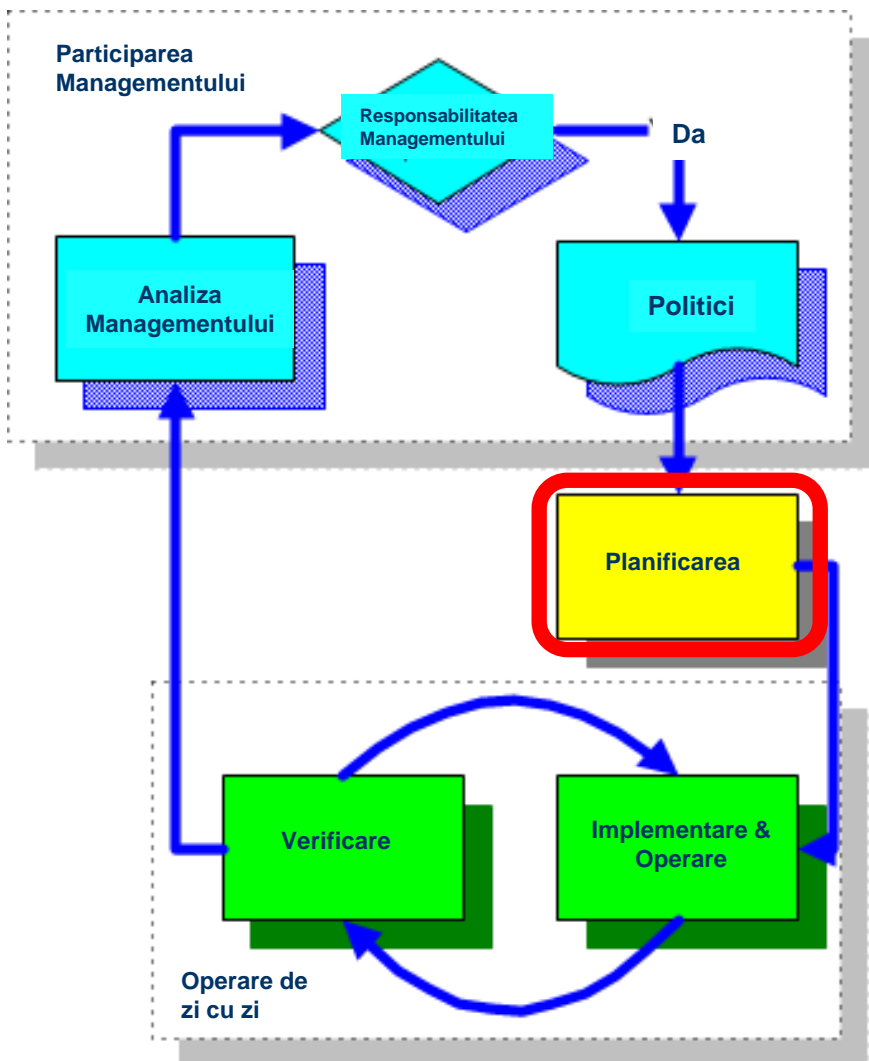 Participarea
Managementului
Responsabilitatea
Managementului
Da
Analiza
Managementului
Politici
Planificarea
Verificare
Implementare &
Operare
Operare de
zi cu zi